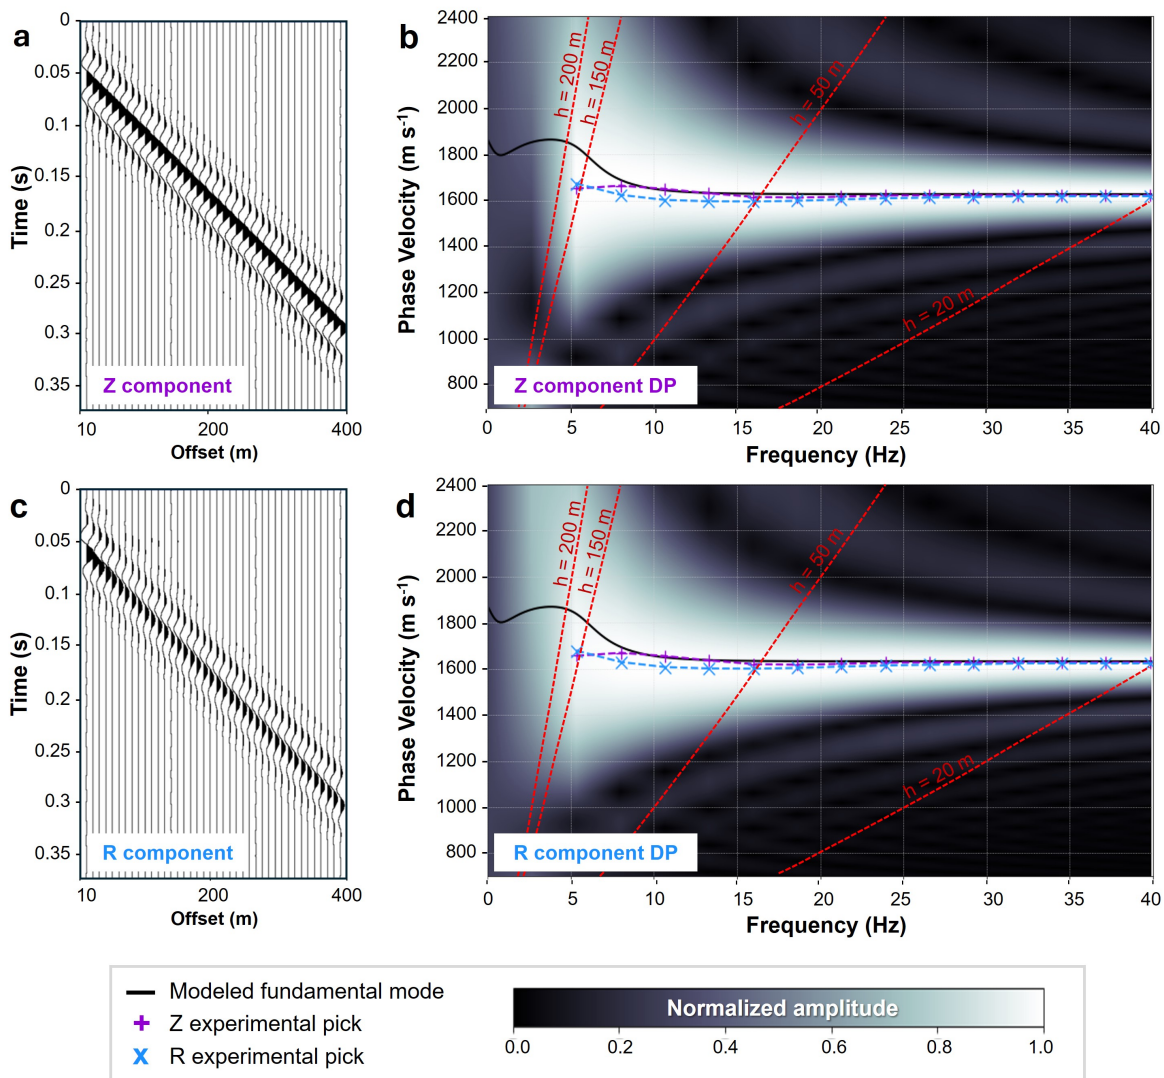 a
0
0.05
0.1
0.15
0.2
0.25
0.3
0.35
Time (s)
Z component
10 200 400
Offset (m)
b
2400
2200
2000
1800
1600
1400
1200
1000
800
Phase Velocity (m s⁻¹)
h = 200 m
h = 150 m
h = 50 m
h = 20 m
Z component DP
0 5 10 15 20 25 30 35 40
Frequency (Hz)
c
0
0.05
0.1
0.15
0.2
0.25
0.3
0.35
Time (s)
R component
10 200 400
Offset (m)
d
2400
2200
2000
1800
1600
1400
1200
1000
800
Phase Velocity (m s⁻¹)
h = 200 m
h = 150 m
h = 50 m
h = 20 m
R component DP
0 5 10 15 20 25 30 35 40
Frequency (Hz)
Modeled fundamental mode
Z experimental pick
R experimental pick
Normalized amplitude
0.0 0.2 0.4 0.6 0.8 1.0